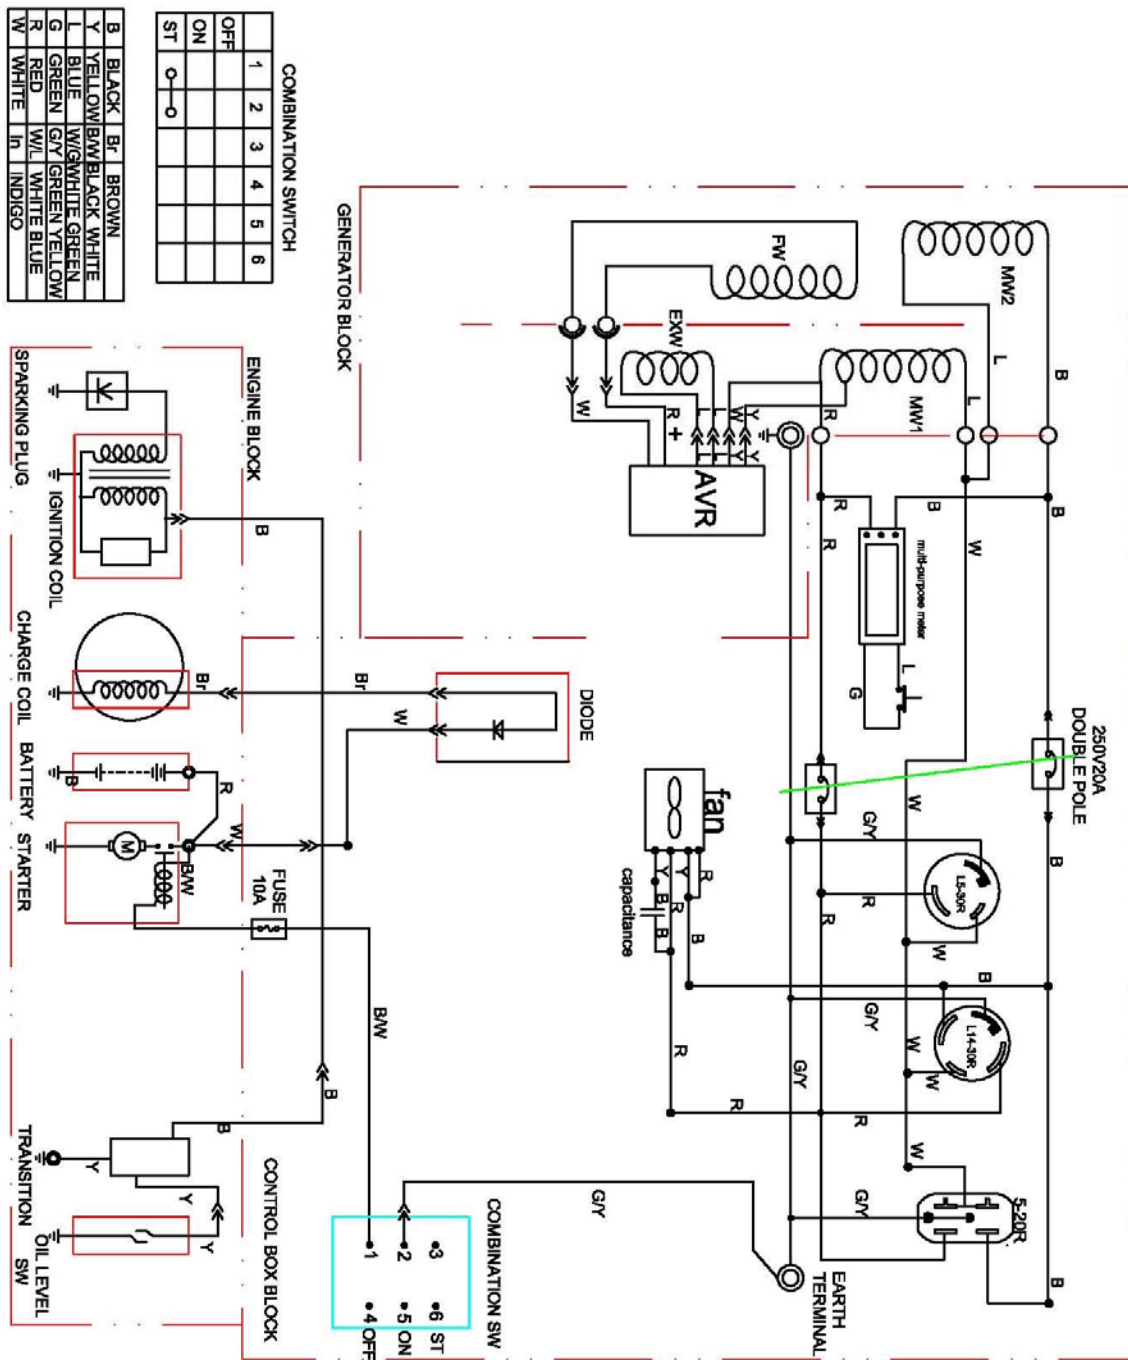 COMBINATION SWITCH
1 2 3 4 5 6
OFF
ON
ST
B BLACK Br BROWN
Y YELLOW B/W BLACK WHITE
L BLUE W/G WHITE GREEN
G GREEN G/Y GREEN YELLOW
R RED W/L WHITE BLUE
W WHITE In INDIGO
GENERATOR BLOCK
MW2
FW
EXW
MW1
L
B
L
W
R
+
L
W
Y
R
L
L
Y
Y
AVR
R
R
B
W
B
multi-purpose meter
L
G
250V20A
DOUBLE POLE
ENGINE BLOCK
SPARKING PLUG
IGNITION COIL
B
CHARGE COIL
Br
Br
W
DIODE
BATTERY
B
R
W
STARTER
M
B/W
FUSE
10A
fan
capacitance
B
B
Y
R
Y
R
B
R
G/Y
W
B
L5-30R
R
R
W
B
L14-30R
G/Y
W
W
G/Y
R
R
B/W
B
B
TRANSITION
Y
Y
Y
OIL LEVEL
SW
CONTROL BOX BLOCK
COMBINATION SW
1
2
3
4 OFF
5 ON
6 ST
G/Y
W
G/Y
5-20R
B
EARTH
TERMINAL